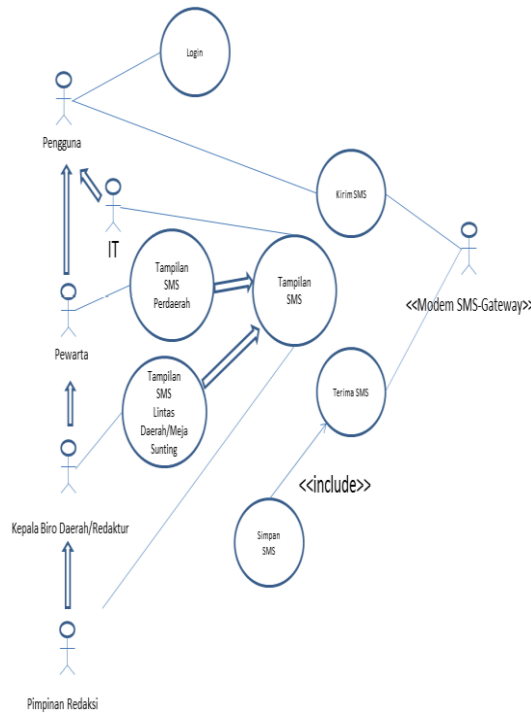 Login
Pengguna
Kirim SMS
IT
Tampilan
SMS
Perdaerah
Tampilan
SMS
<<Modem SMS-Gateway>>
Pewarta
Tampilan
SMS
Lintas
Daerah/Meja
Sunting
Terima SMS
<<include>>
Kepala Biro Daerah/Redaktur
Simpan
SMS
Pimpinan Redaksi